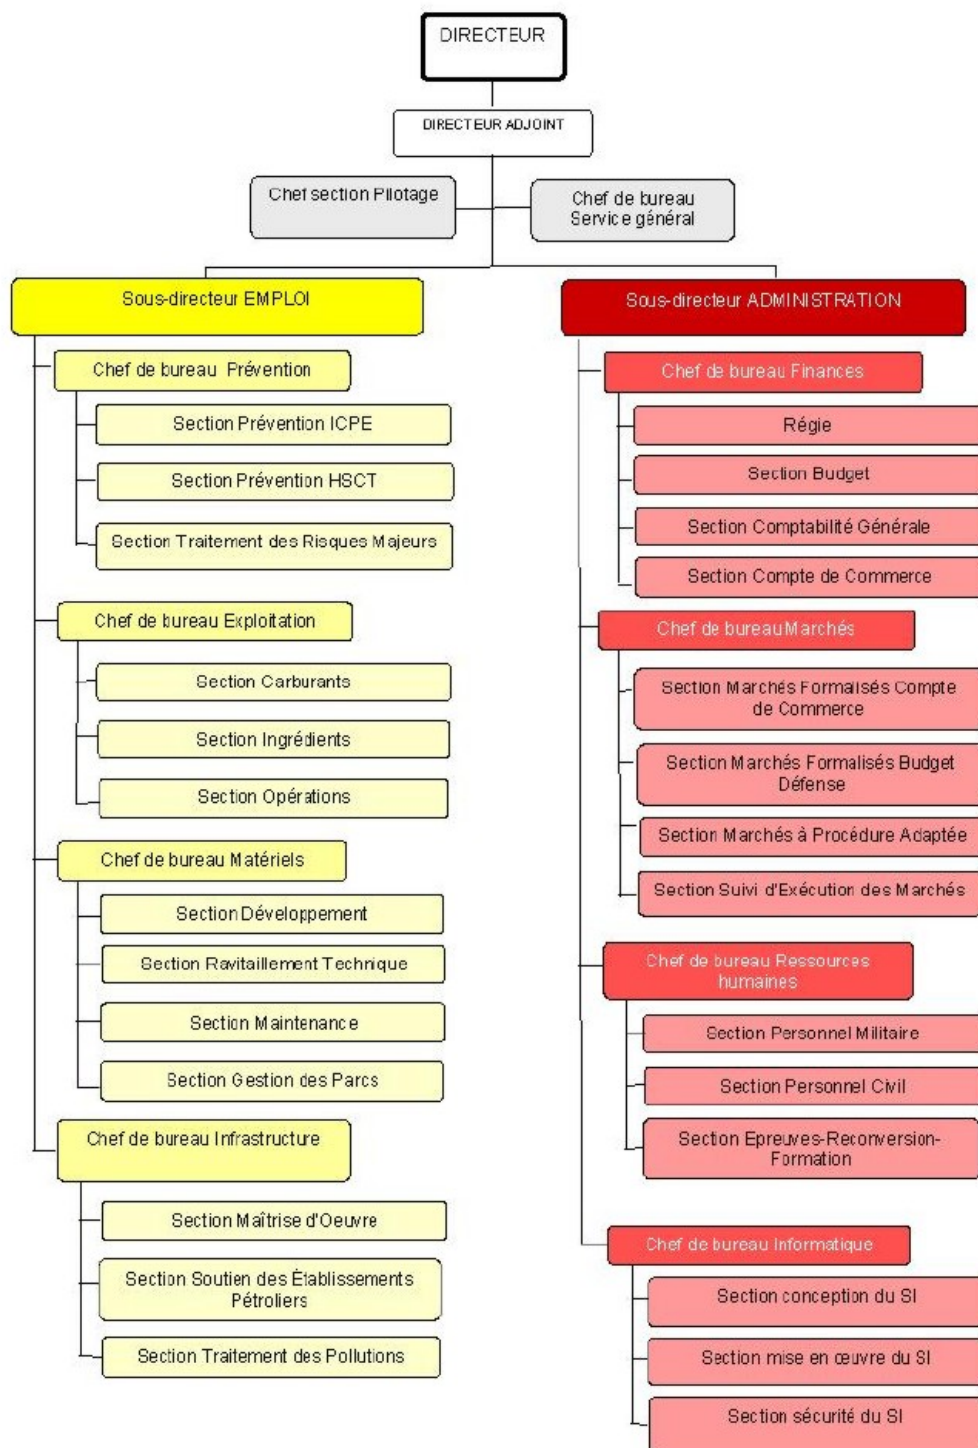 DIRECTEUR
DIRECTEUR ADJOINT
Chef section Pilotage
Chef de bureau
Service général
Sous-directeur EMPLOI
Chef de bureau Prévention
Section Prévention ICPE
Section Prévention HSCT
Section Traitement des Risques Majeurs
Chef de bureau Exploitation
Section Carburants
Section Ingrédients
Section Opérations
Chef de bureau Matériels
Section Développement
Section Ravitaillement Technique
Section Maintenance
Section Gestion des Parcs
Chef de bureau Infrastructure
Section Maîtrise d'Oeuvre
Section Soutien des Établissements
Pétroliers
Section Traitement des Pollutions
Sous-directeur ADMINISTRATION
Chef de bureau Finances
Régie
Section Budget
Section Comptabilité Générale
Section Compte de Commerce
Chef de bureau Marchés
Section Marchés Formalisés Compte
de Commerce
Section Marchés Formalisés Budget
Défense
Section Marchés à Procédure Adaptée
Section Suivi d'Exécution des Marchés
Chef de bureau Ressources
humaines
Section Personnel Militaire
Section Personnel Civil
Section Epreuves-Reconversion-
Formation
Chef de bureau Informatique
Section conception du SI
Section mise en œuvre du SI
Section sécurité du SI